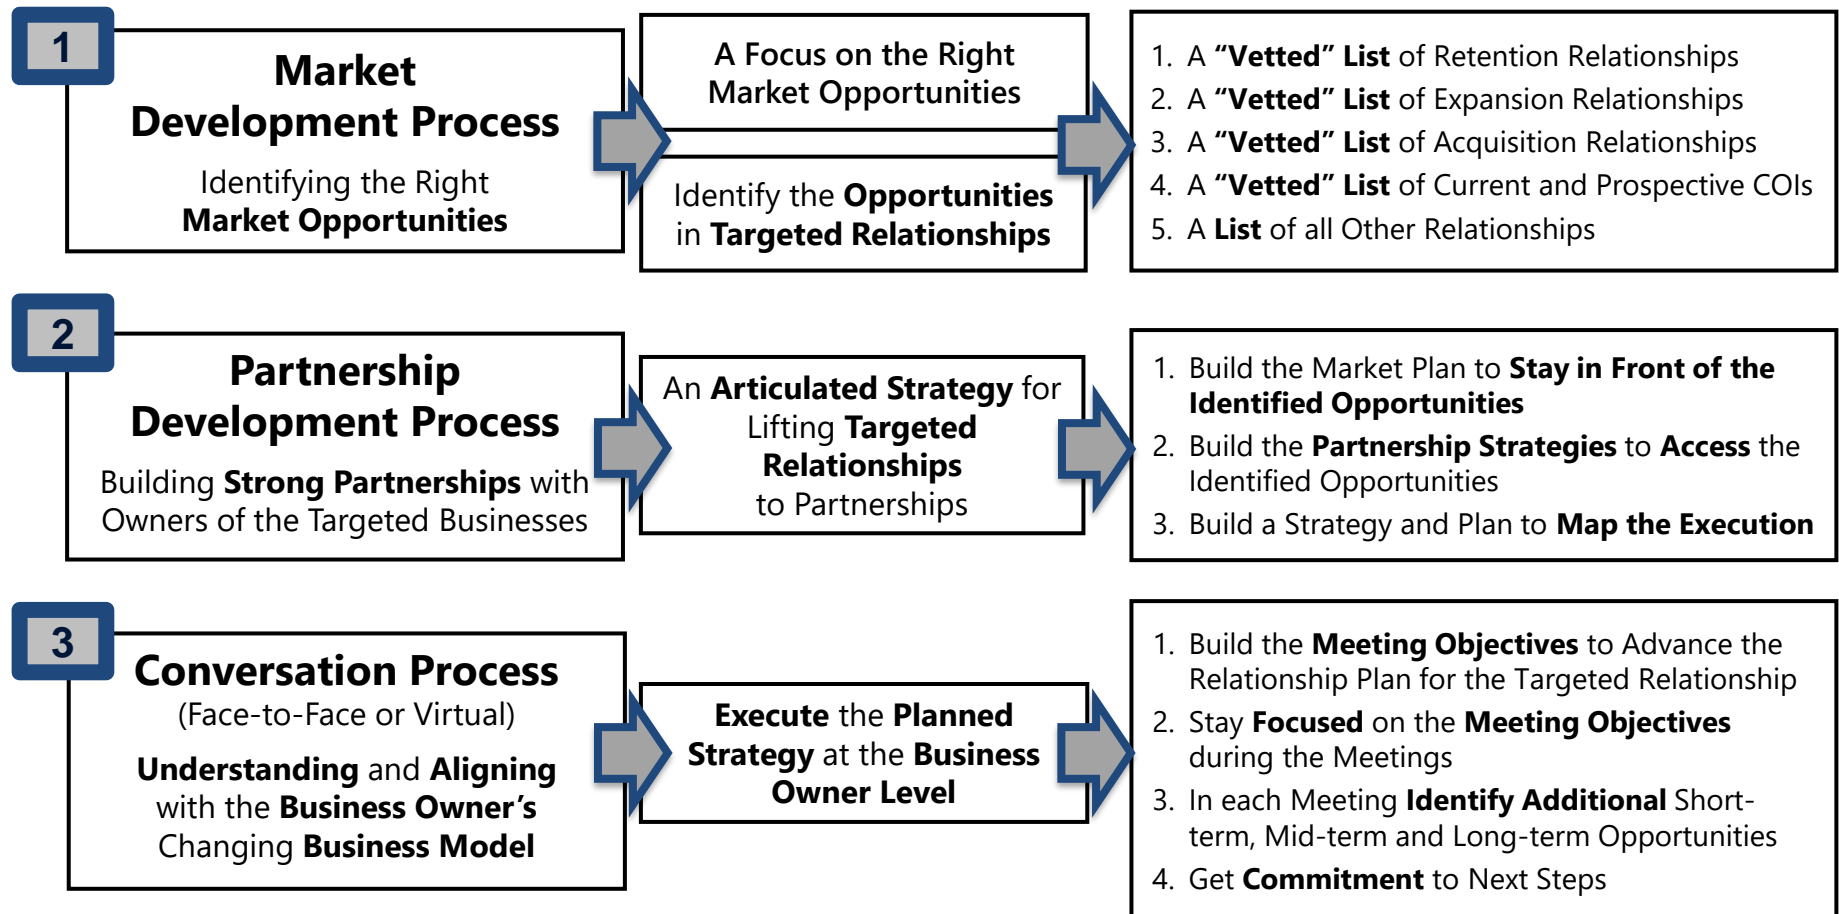 1
Market
Development Process
Identifying the Right
Market Opportunities
A Focus on the Right
Market Opportunities
Identify the Opportunities
in Targeted Relationships
1. A “Vetted” List of Retention Relationships
2. A “Vetted” List of Expansion Relationships
3. A “Vetted” List of Acquisition Relationships
4. A “Vetted” List of Current and Prospective COIs
5. A List of all Other Relationships
2
Partnership
Development Process
Building Strong Partnerships with
Owners of the Targeted Businesses
An Articulated Strategy for
Lifting Targeted
Relationships
to Partnerships
1. Build the Market Plan to Stay in Front of the
Identified Opportunities
2. Build the Partnership Strategies to Access the
Identified Opportunities
3. Build a Strategy and Plan to Map the Execution
3
Conversation Process
(Face-to-Face or Virtual)
Understanding and Aligning
with the Business Owner’s
Changing Business Model
Execute the Planned
Strategy at the Business
Owner Level
1. Build the Meeting Objectives to Advance the
Relationship Plan for the Targeted Relationship
2. Stay Focused on the Meeting Objectives
during the Meetings
3. In each Meeting Identify Additional Short-
term, Mid-term and Long-term Opportunities
4. Get Commitment to Next Steps